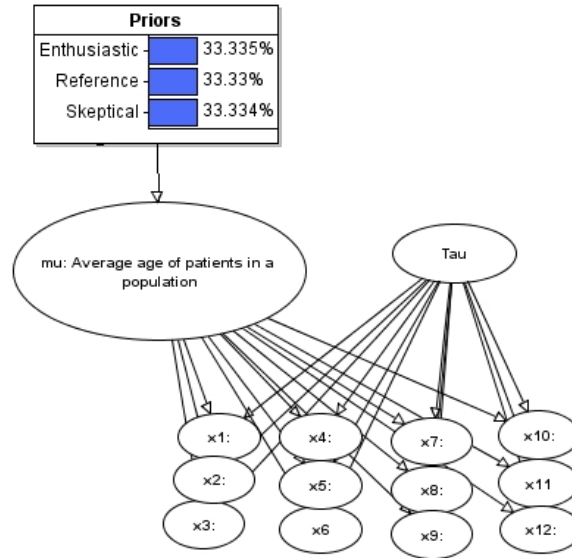 Priors
Enthusiastic 33.335%
Reference 33.33%
Skeptical 33.334%
mu: Average age of patients in a
population
Tau
x1: x4: x7: x10:
x2: x5: x8: x11
x3: x6 x9: x12: